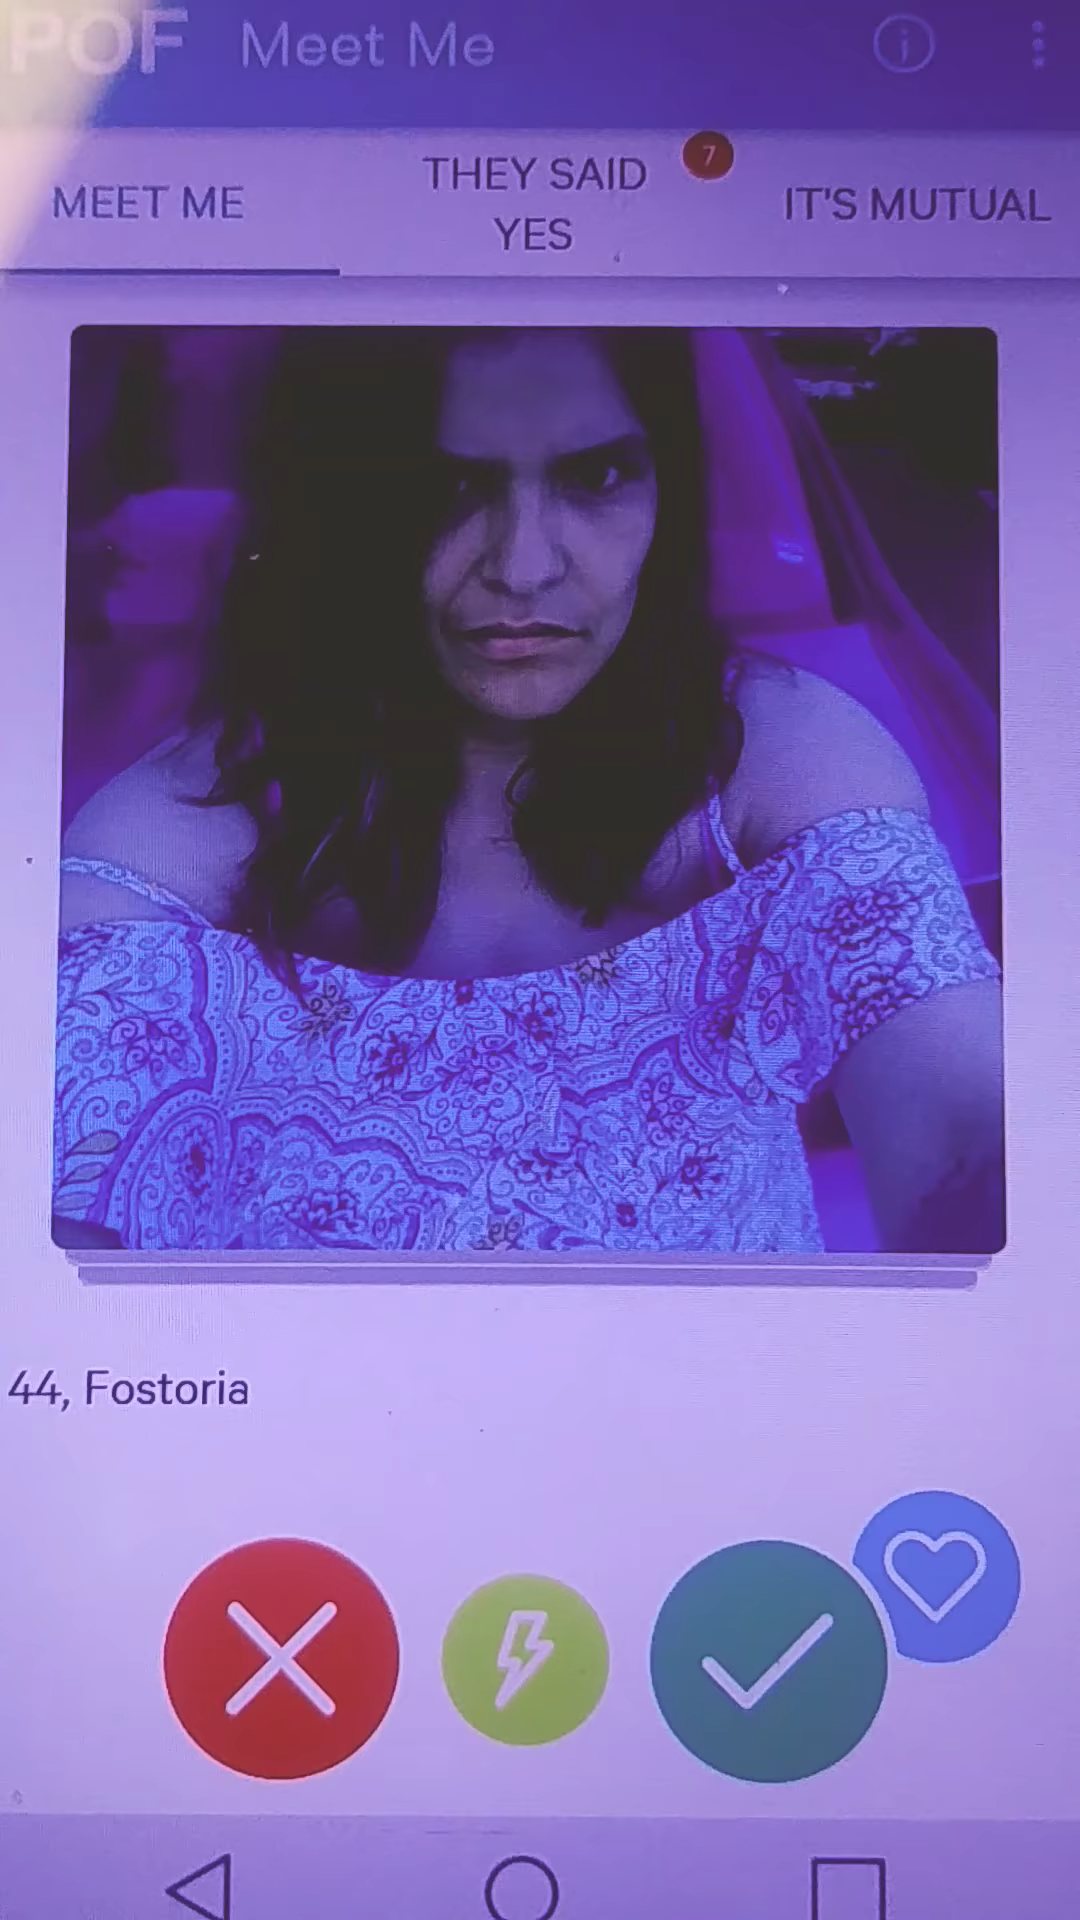 POF Meet Me
MEET ME
THEY SAID
YES
7
IT'S MUTUAL
44, Fostoria